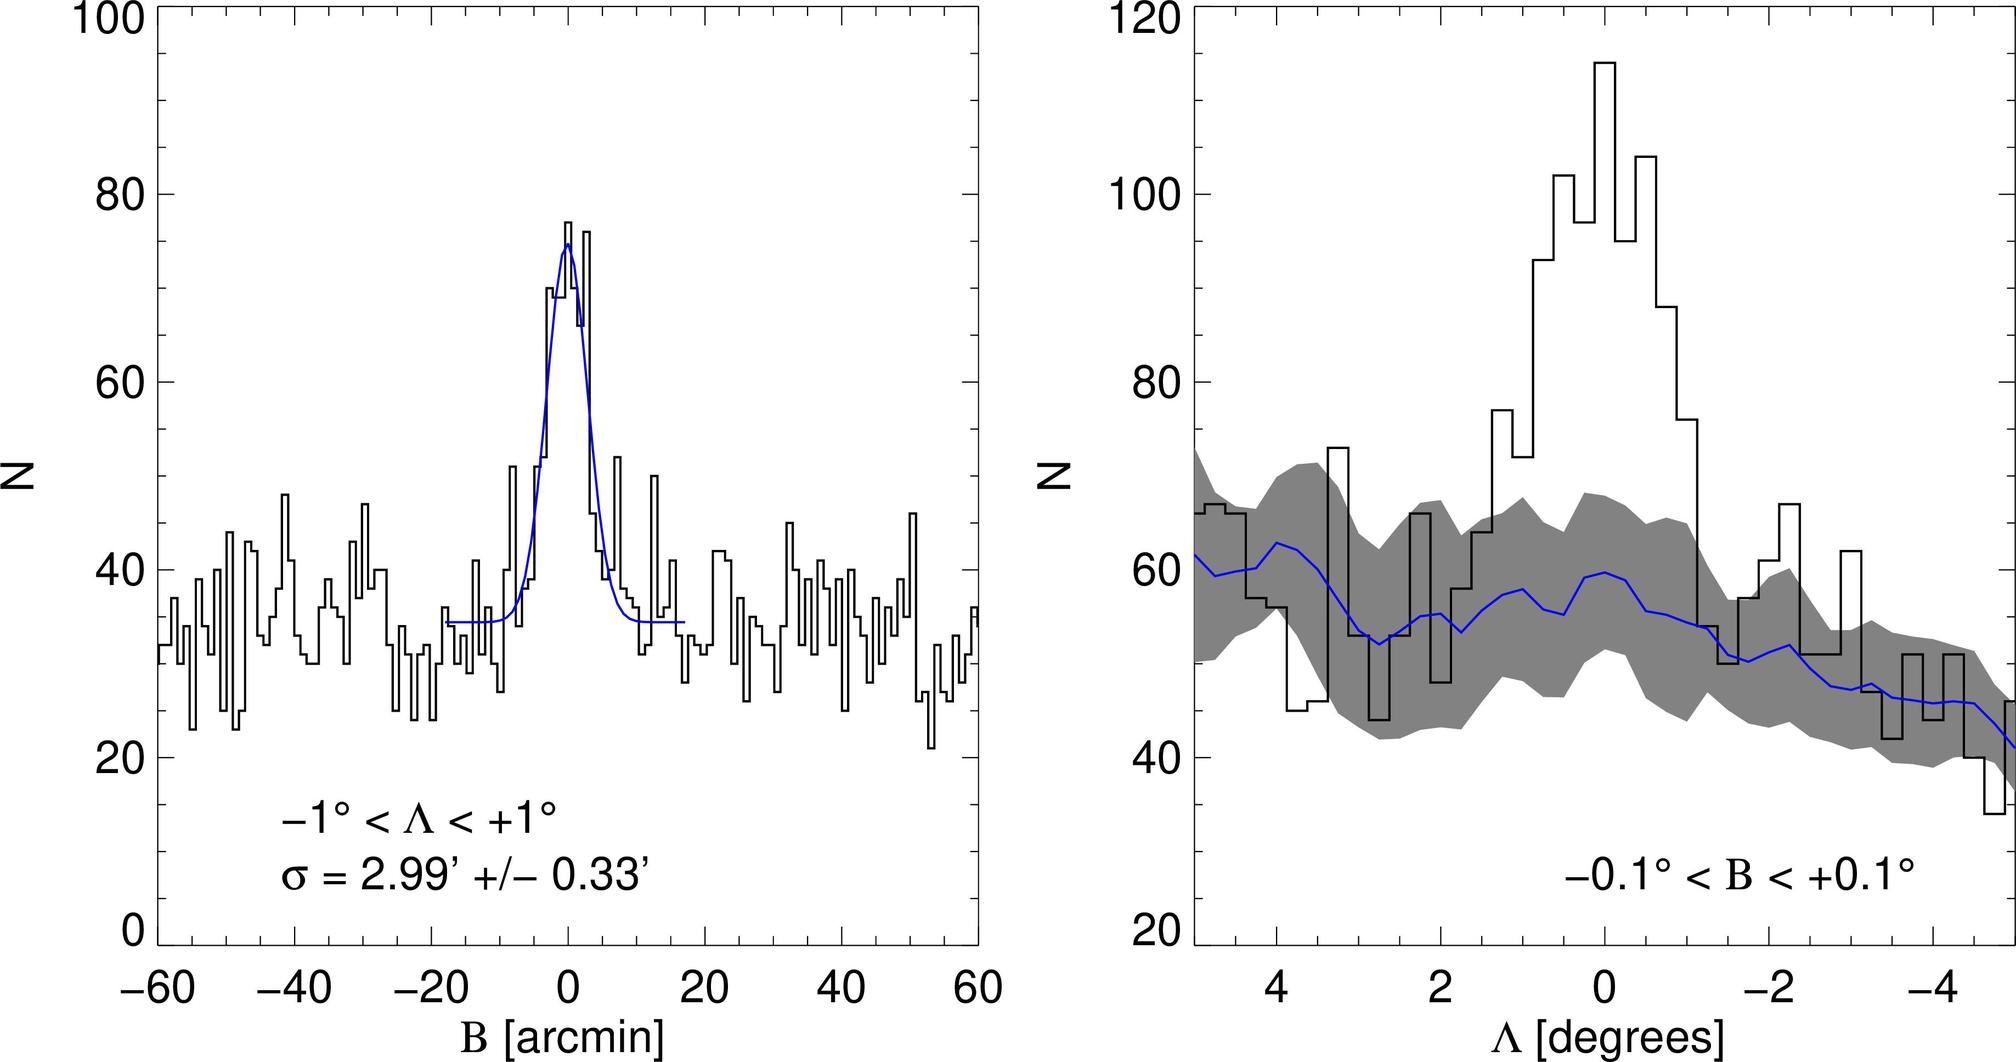 100
80
60
40
20
0
N
−60 −40 −20 0 20 40 60
B [arcmin]
−1° < Λ < +1°
σ = 2.99’ +/− 0.33’
120
100
80
60
40
20
N
4 2 0 −2 −4
Λ [degrees]
−0.1° < B < +0.1°